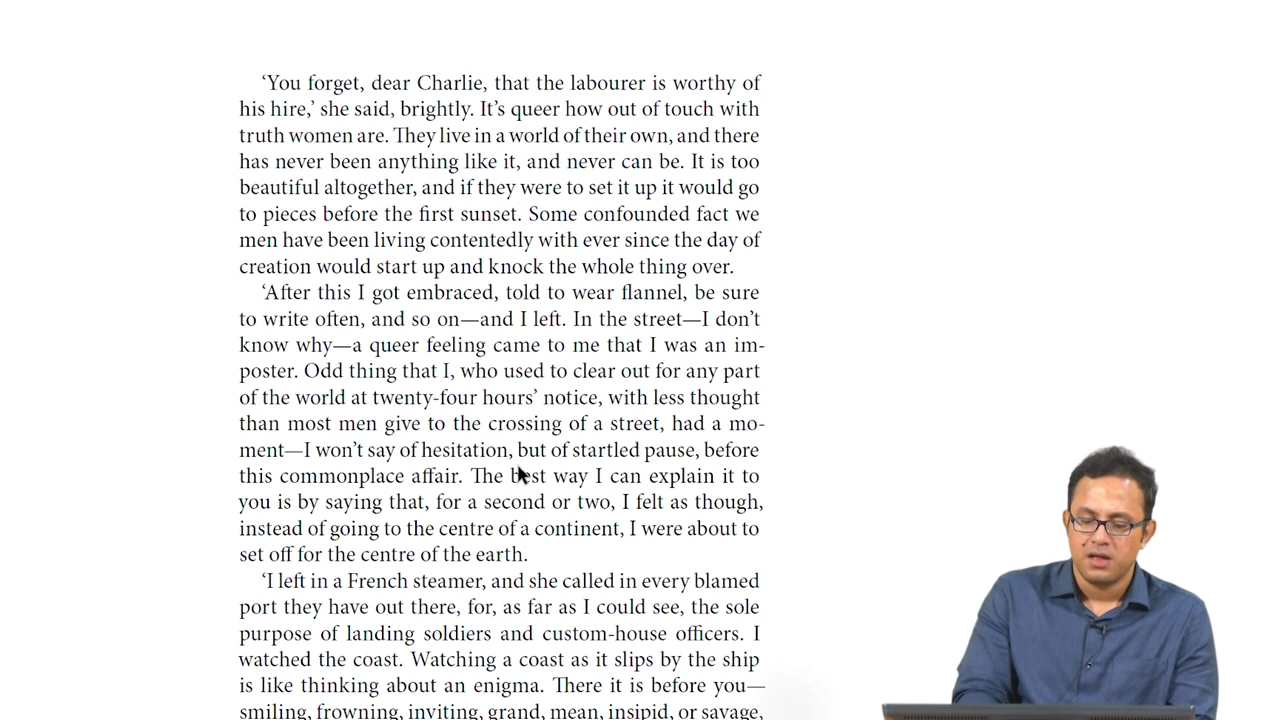 ‘You forget, dear Charlie, that the labourer is worthy of
his hire,’ she said, brightly. It’s queer how out of touch with
truth women are. They live in a world of their own, and there
has never been anything like it, and never can be. It is too
beautiful altogether, and if they were to set it up it would go
to pieces before the first sunset. Some confounded fact we
men have been living contentedly with ever since the day of
creation would start up and knock the whole thing over.
‘After this I got embraced, told to wear flannel, be sure
to write often, and so on—and I left. In the street—I don’t
know why—a queer feeling came to me that I was an im-
poster. Odd thing that I, who used to clear out for any part
of the world at twenty-four hours’ notice, with less thought
than most men give to the crossing of a street, had a mo-
ment—I won’t say of hesitation, but of startled pause, before
this commonplace affair. The best way I can explain it to
you is by saying that, for a second or two, I felt as though,
instead of going to the centre of a continent, I were about to
set off for the centre of the earth.
‘I left in a French steamer, and she called in every blamed
port they have out there, for, as far as I could see, the sole
purpose of landing soldiers and custom-house officers. I
watched the coast. Watching a coast as it slips by the ship
is like thinking about an enigma. There it is before you—
smiling, frowning, inviting, grand, mean, insipid, or savage,